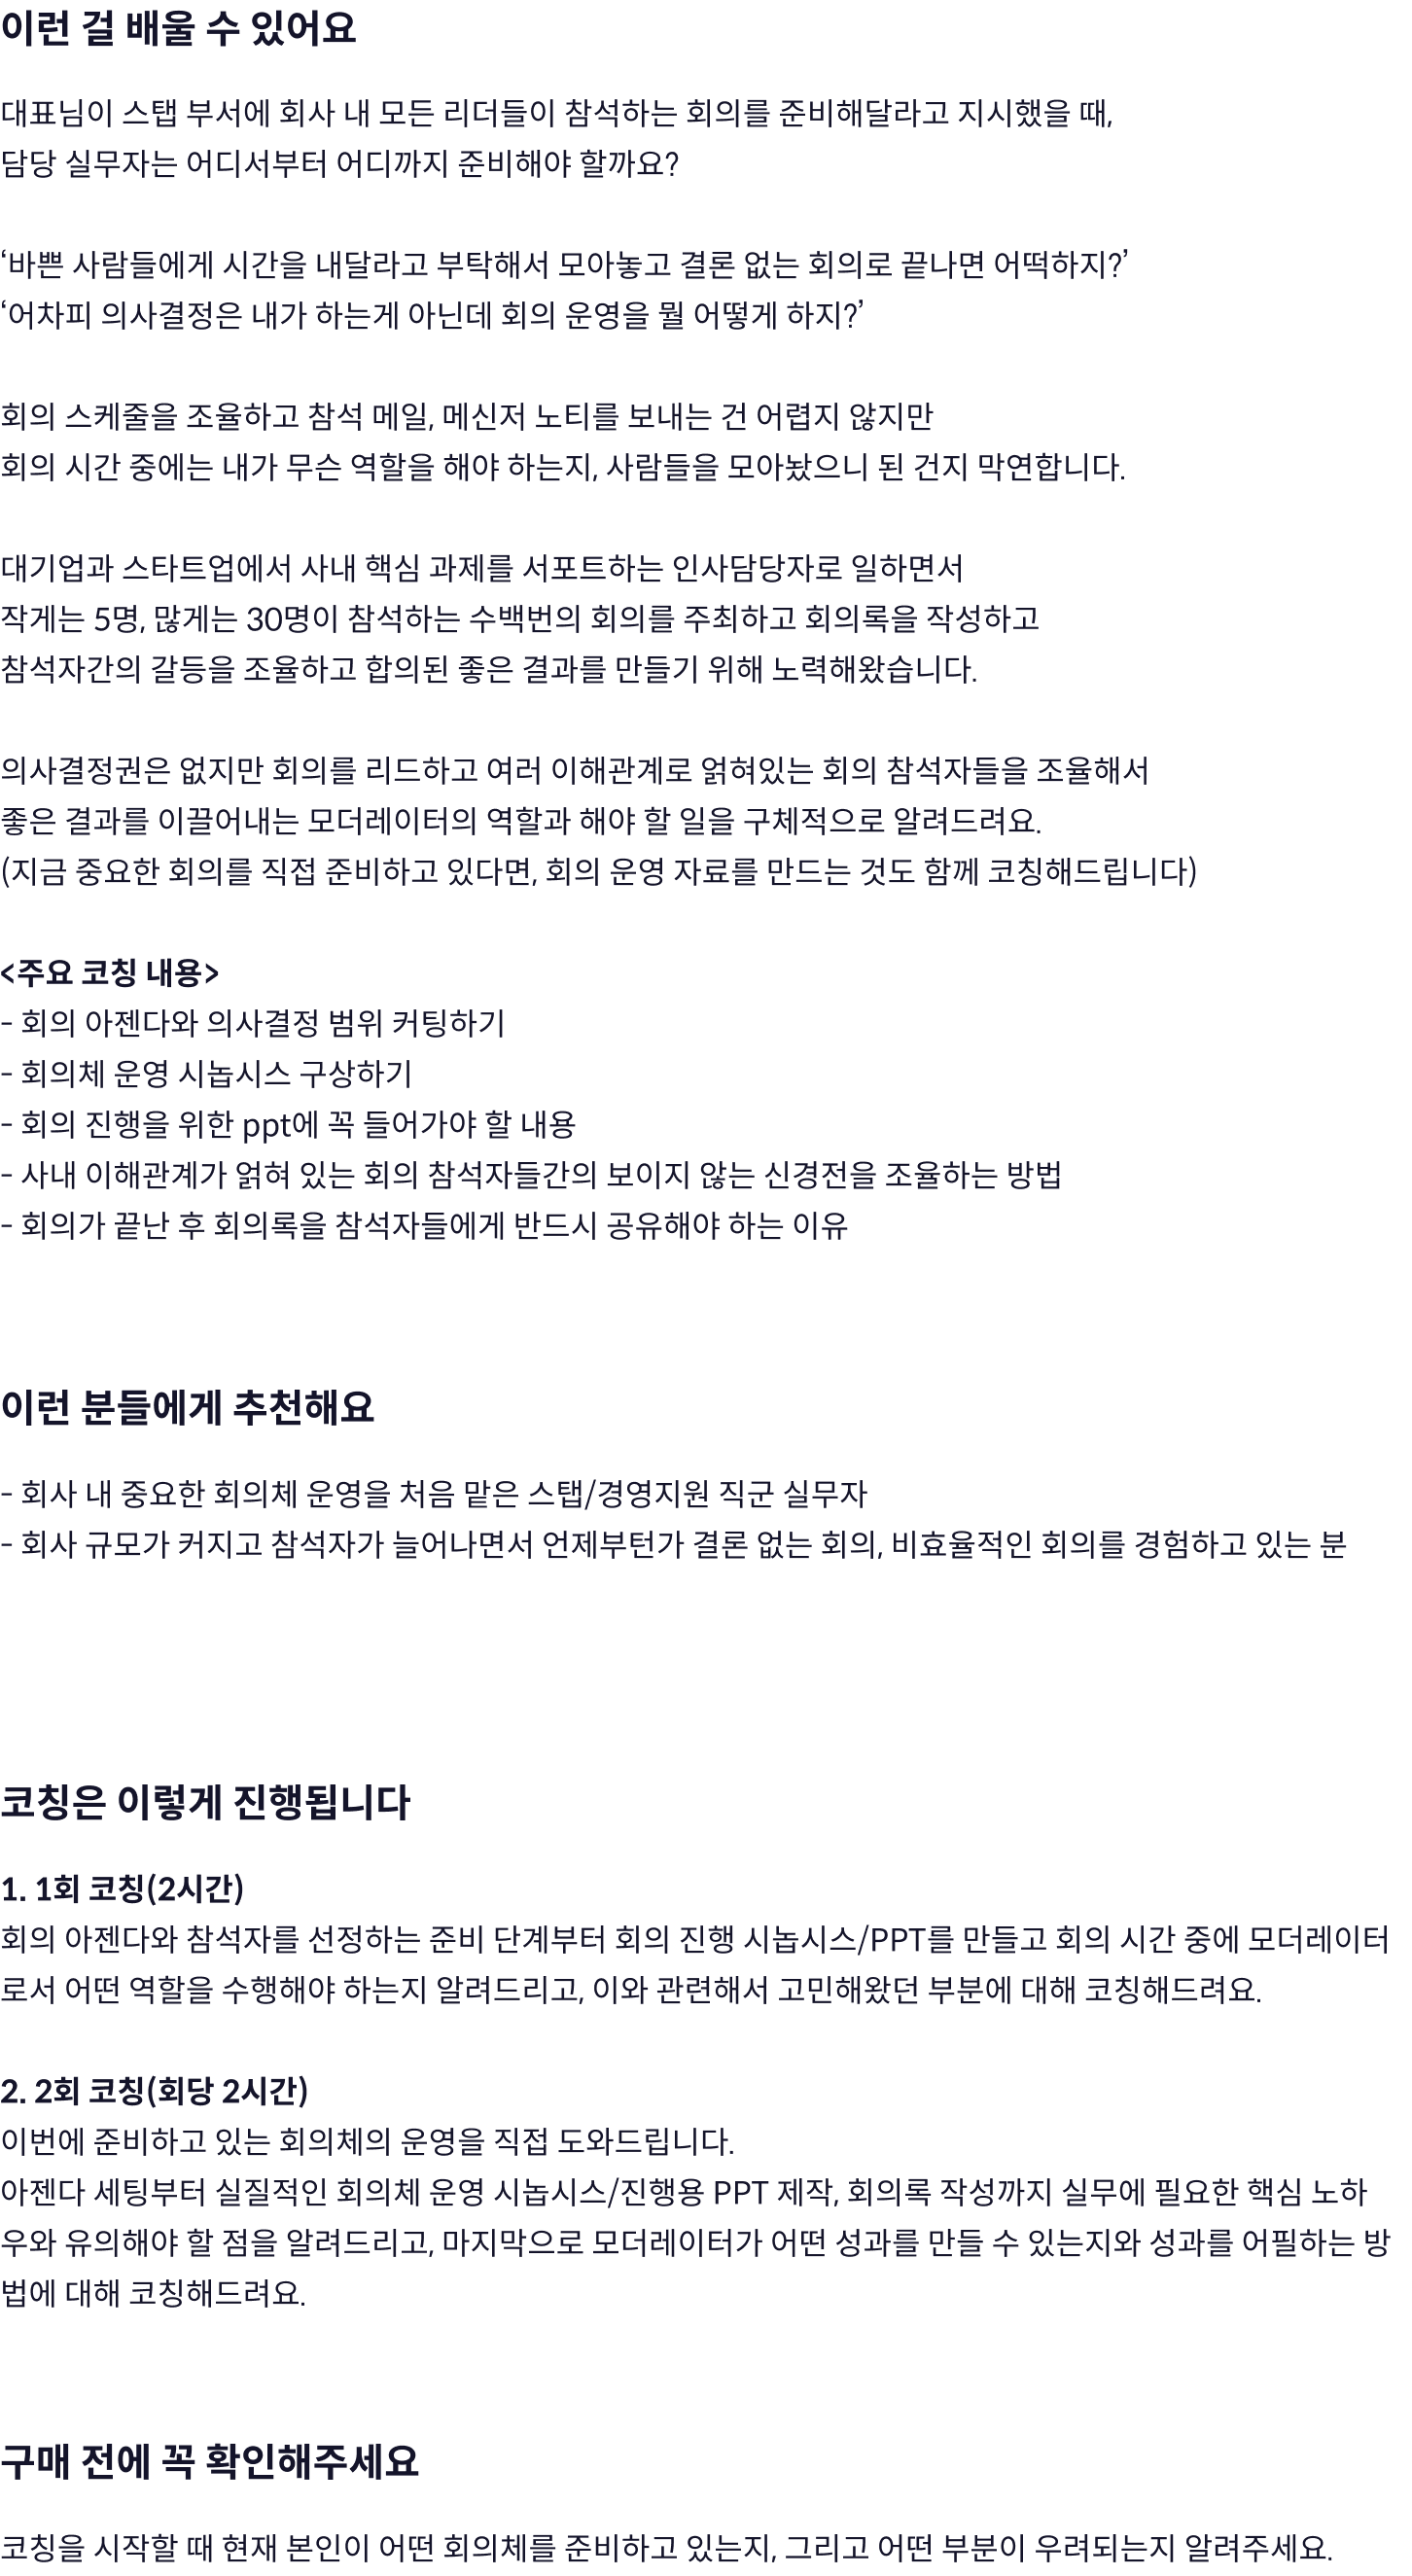 이런 걸 배울 수 있어요
대표님이 스탭 부서에 회사 내 모든 리더들이 참석하는 회의를 준비해달라고 지시했을 때,
담당 실무자는 어디서부터 어디까지 준비해야 할까요?
‘바쁜 사람들에게 시간을 내달라고 부탁해서 모아놓고 결론 없는 회의로 끝나면 어떡하지?’
‘어차피 의사결정은 내가 하는게 아닌데 회의 운영을 뭘 어떻게 하지?’
회의 스케줄을 조율하고 참석 메일, 메신저 노티를 보내는 건 어렵지 않지만
회의 시간 중에는 내가 무슨 역할을 해야 하는지, 사람들을 모아놨으니 된 건지 막연합니다.
대기업과 스타트업에서 사내 핵심 과제를 서포트하는 인사담당자로 일하면서
작게는 5명, 많게는 30명이 참석하는 수백번의 회의를 주최하고 회의록을 작성하고
참석자간의 갈등을 조율하고 합의된 좋은 결과를 만들기 위해 노력해왔습니다.
의사결정권은 없지만 회의를 리드하고 여러 이해관계로 얽혀있는 회의 참석자들을 조율해서
좋은 결과를 이끌어내는 모더레이터의 역할과 해야 할 일을 구체적으로 알려드려요.
(지금 중요한 회의를 직접 준비하고 있다면, 회의 운영 자료를 만드는 것도 함께 코칭해드립니다)
<주요 코칭 내용>
- 회의 아젠다와 의사결정 범위 커팅하기
- 회의체 운영 시놉시스 구상하기
- 회의 진행을 위한 ppt에 꼭 들어가야 할 내용
- 사내 이해관계가 얽혀 있는 회의 참석자들간의 보이지 않는 신경전을 조율하는 방법
- 회의가 끝난 후 회의록을 참석자들에게 반드시 공유해야 하는 이유
이런 분들에게 추천해요
- 회사 내 중요한 회의체 운영을 처음 맡은 스탭/경영지원 직군 실무자
- 회사 규모가 커지고 참석자가 늘어나면서 언제부턴가 결론 없는 회의, 비효율적인 회의를 경험하고 있는 분
코칭은 이렇게 진행됩니다
1. 1회 코칭(2시간)
회의 아젠다와 참석자를 선정하는 준비 단계부터 회의 진행 시놉시스/PPT를 만들고 회의 시간 중에 모더레이터
로서 어떤 역할을 수행해야 하는지 알려드리고, 이와 관련해서 고민해왔던 부분에 대해 코칭해드려요.
2. 2회 코칭(회당 2시간)
이번에 준비하고 있는 회의체의 운영을 직접 도와드립니다.
아젠다 세팅부터 실질적인 회의체 운영 시놉시스/진행용 PPT 제작, 회의록 작성까지 실무에 필요한 핵심 노하
우와 유의해야 할 점을 알려드리고, 마지막으로 모더레이터가 어떤 성과를 만들 수 있는지와 성과를 어필하는 방
법에 대해 코칭해드려요.
구매 전에 꼭 확인해주세요
코칭을 시작할 때 현재 본인이 어떤 회의체를 준비하고 있는지, 그리고 어떤 부분이 우려되는지 알려주세요.